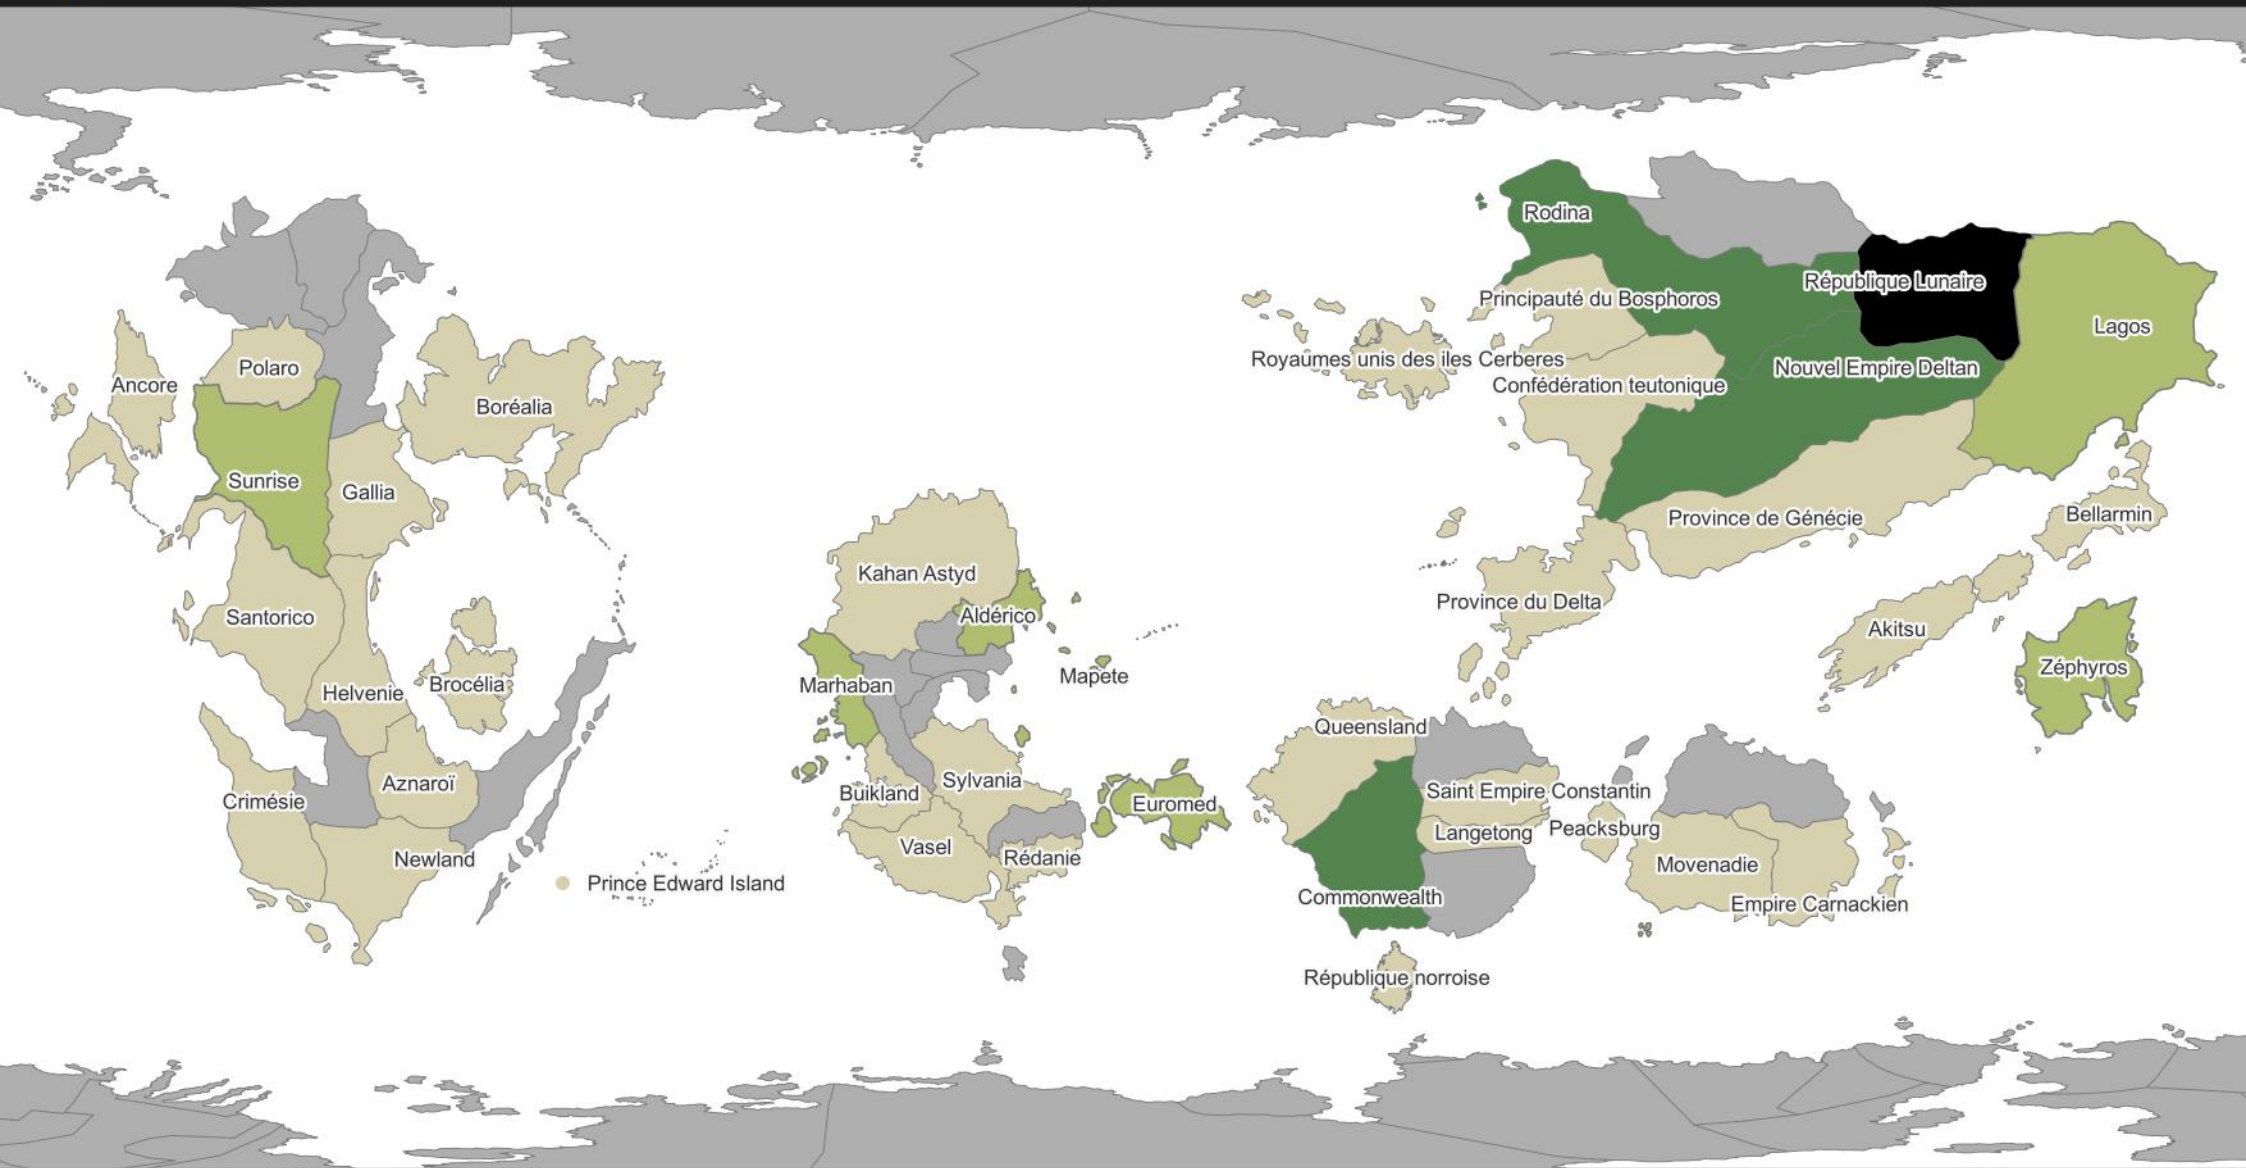 Polaro
Ancore
Boréalia
Sunrise
Gallia
Santorico
Helvenie
Brocélia
Crimésie
Aznaroï
Newland
Prince Edward Island
Kahan Astyd
Aldérico
Mapete
Marhaban
Buikland
Sylvania
Vasel
Rédanie
Euromed
Rodina
Principauté du Bosphoros
République Lunaire
Lagos
Royaumes unis des iles Cerberes
Confédération teutonique
Nouvel Empire Deltan
Province de Génécie
Bellarmin
Province du Delta
Akitsu
Zéphyros
Queensland
Saint Empire Constantin
Langetong
Peacksburg
Movenadie
Commonwealth
Empire Carnackien
République norroise